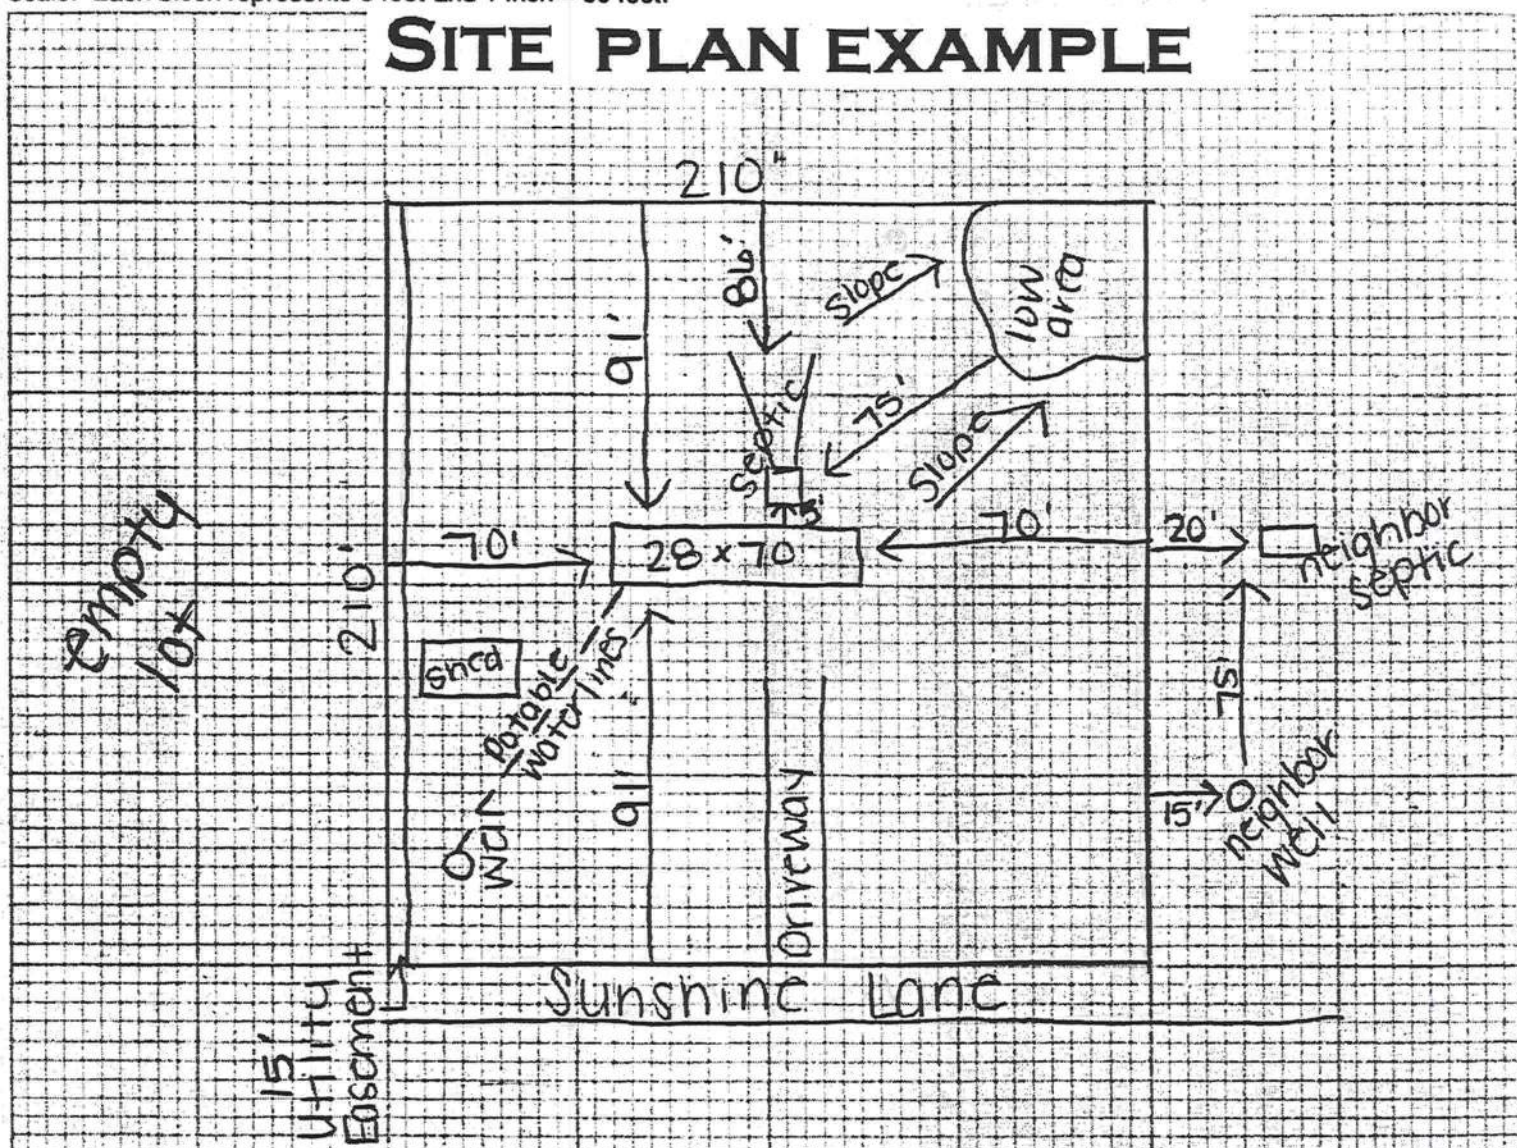 SITE PLAN EXAMPLE
210"
86'
Slope
low
area
91'
75'
septic
Slope
5'
70'
28 x 70
70'
20'
neighbor
septic
empty
lot
210'
shed
Potable
water lines
75'
91'
Driveway
15'
neighbor
well
well
Sunshine Lane
15'
Utility
Easement